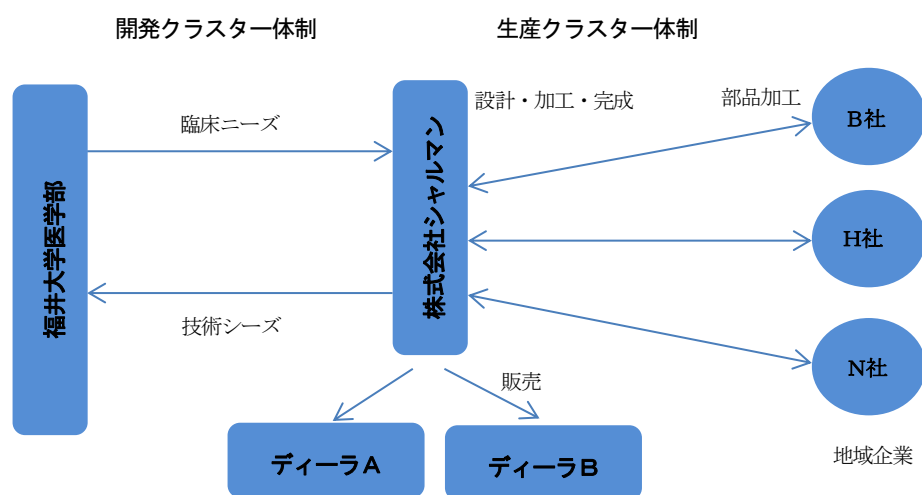 開発クラスター体制
生産クラスター体制
福井大学医学部
臨床ニーズ
技術シーズ
株式会社シャルマン
設計・加工・完成
部品加工
B社
H社
N社
販売
ディーラA
ディーラB
地域企業